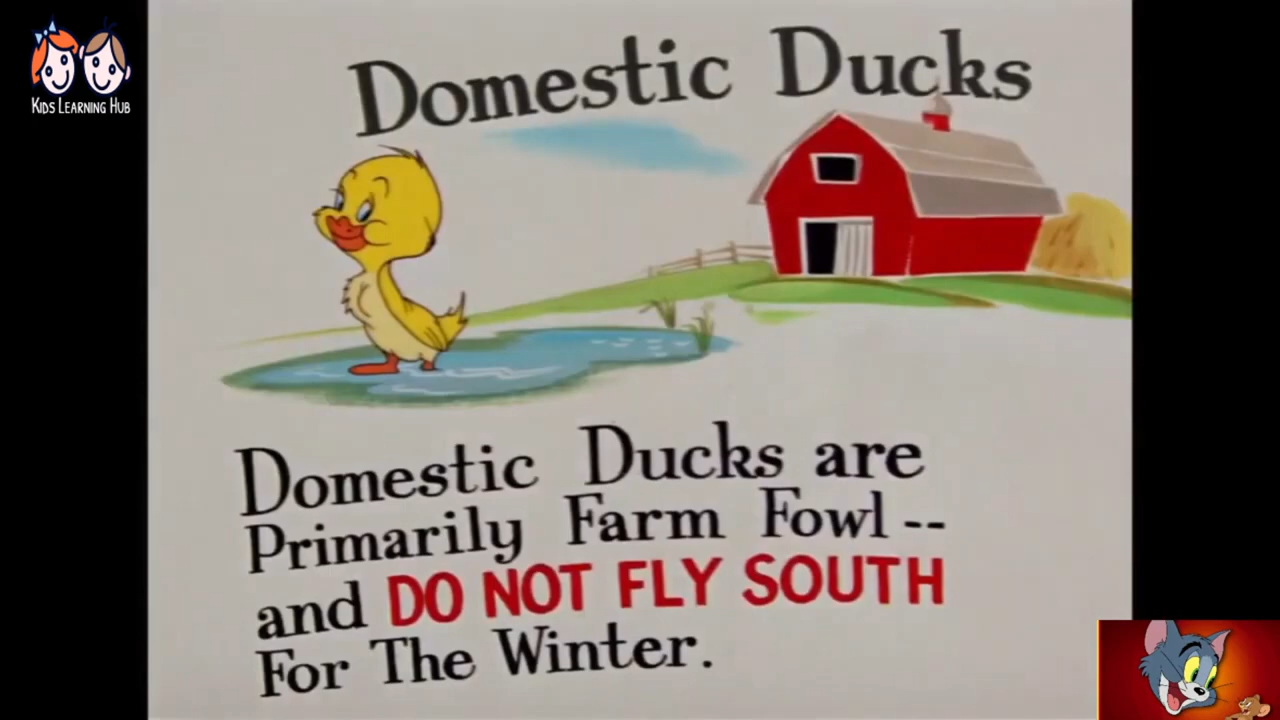 Kids Learning Hub
Domestic Ducks
Domestic Ducks are
Primarily Farm Fowl --
and DO NOT FLY SOUTH
For The Winter.